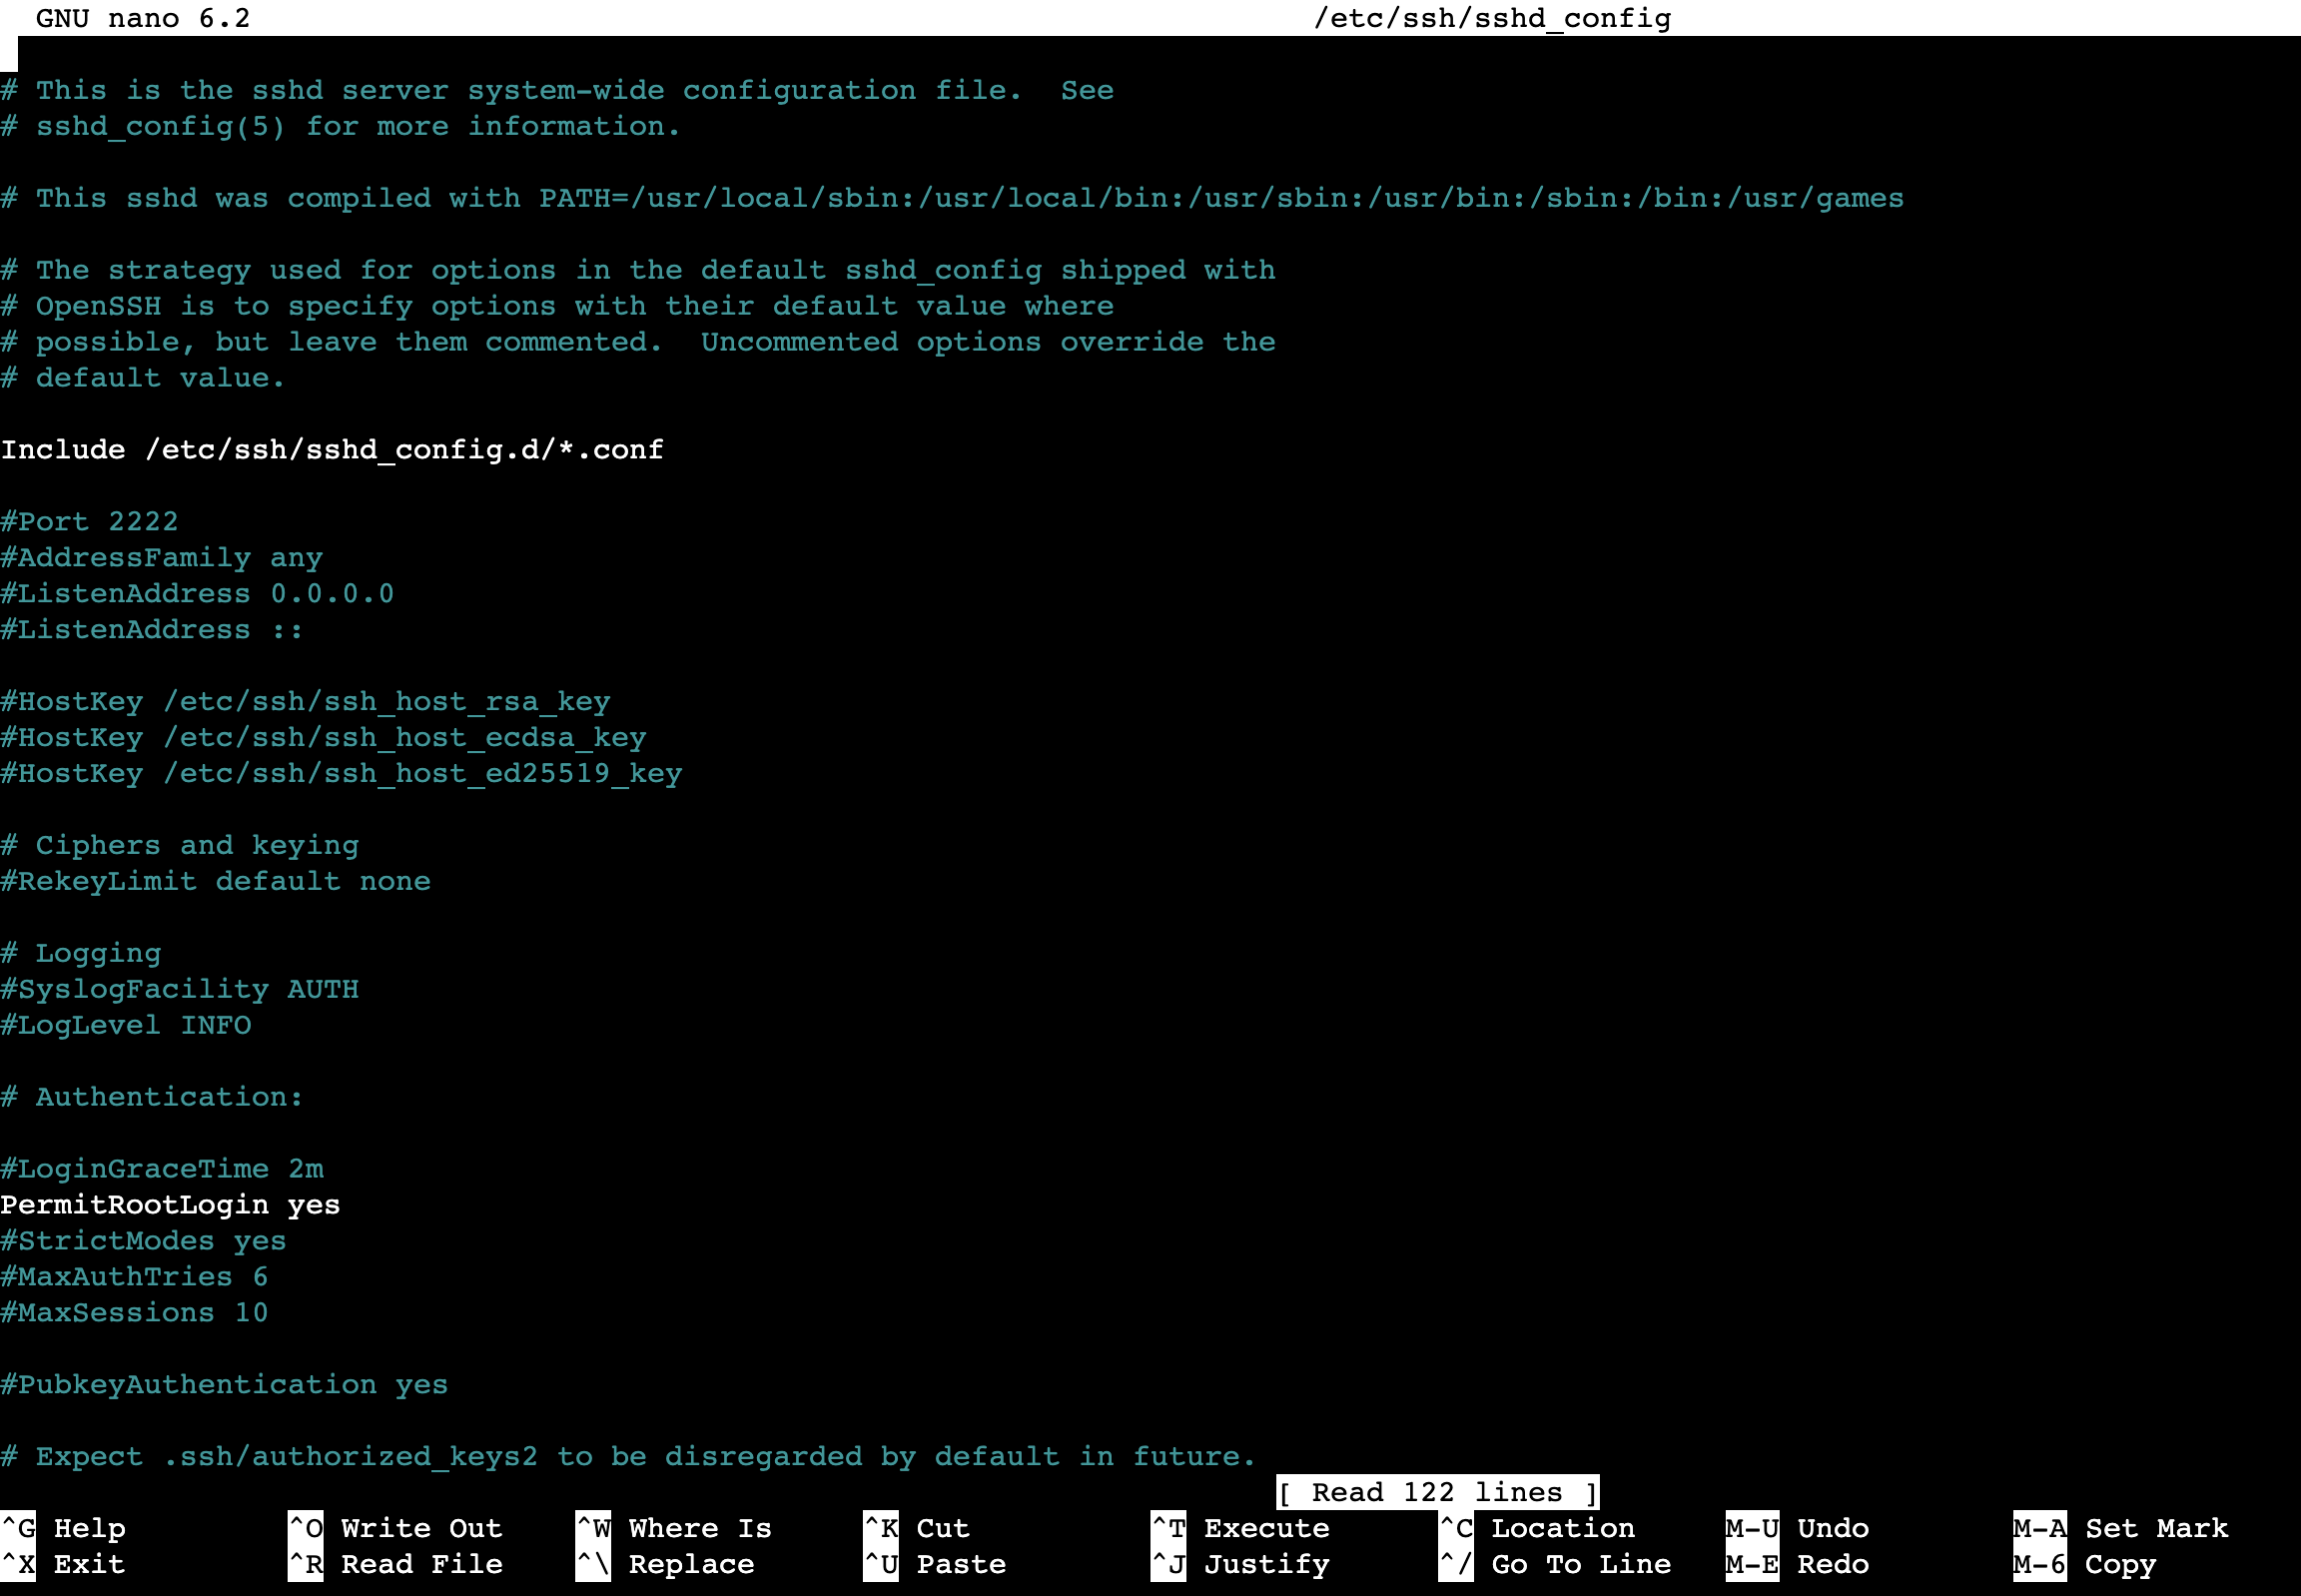 GNU nano 6.2 /etc/ssh/sshd_config
# This is the sshd server system-wide configuration file.  See
# sshd_config(5) for more information.
# This sshd was compiled with PATH=/usr/local/sbin:/usr/local/bin:/usr/sbin:/usr/bin:/sbin:/bin:/usr/games
# The strategy used for options in the default sshd_config shipped with
# OpenSSH is to specify options with their default value where
# possible, but leave them commented.  Uncommented options override the
# default value.
Include /etc/ssh/sshd_config.d/*.conf
#Port 2222
#AddressFamily any
#ListenAddress 0.0.0.0
#ListenAddress ::
#HostKey /etc/ssh/ssh_host_rsa_key
#HostKey /etc/ssh/ssh_host_ecdsa_key
#HostKey /etc/ssh/ssh_host_ed25519_key
# Ciphers and keying
#RekeyLimit default none
# Logging
#SyslogFacility AUTH
#LogLevel INFO
# Authentication:
#LoginGraceTime 2m
PermitRootLogin yes
#StrictModes yes
#MaxAuthTries 6
#MaxSessions 10
#PubkeyAuthentication yes
# Expect .ssh/authorized_keys2 to be disregarded by default in future.
[ Read 122 lines ]
^G Help ^O Write Out ^W Where Is ^K Cut ^T Execute ^C Location M-U Undo M-A Set Mark
^X Exit ^R Read File ^\ Replace ^U Paste ^J Justify ^/ Go To Line M-E Redo M-6 Copy